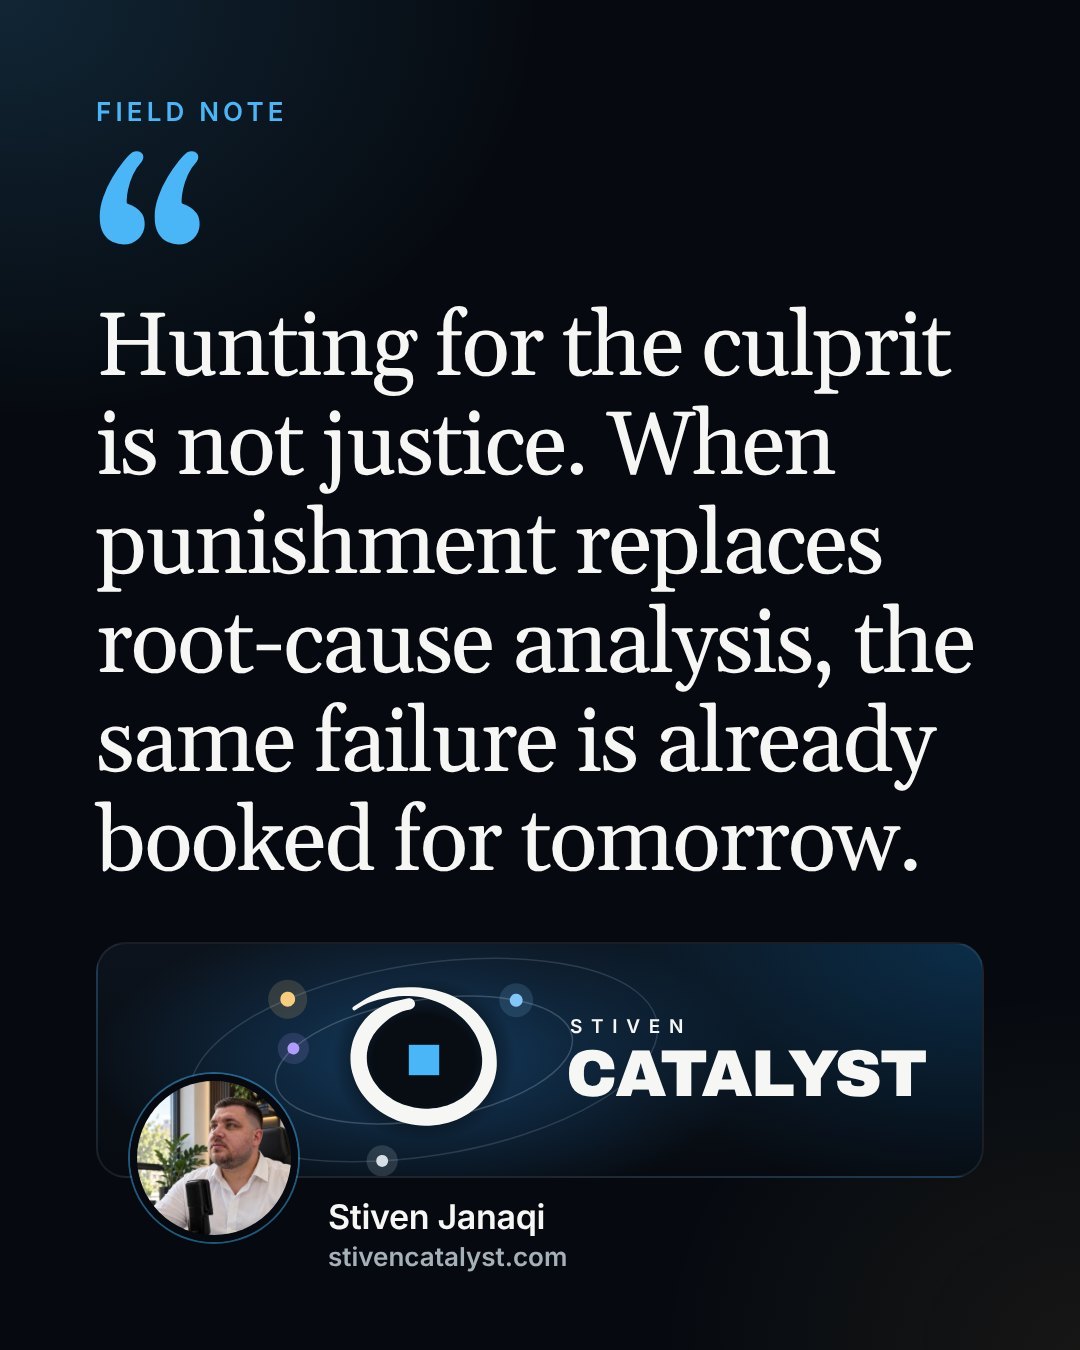 FIELD NOTE
“
Hunting for the culprit
is not justice. When
punishment replaces
root-cause analysis, the
same failure is already
booked for tomorrow.
STIVEN
CATALYST
Stiven Janaqi
stivencatalyst.com